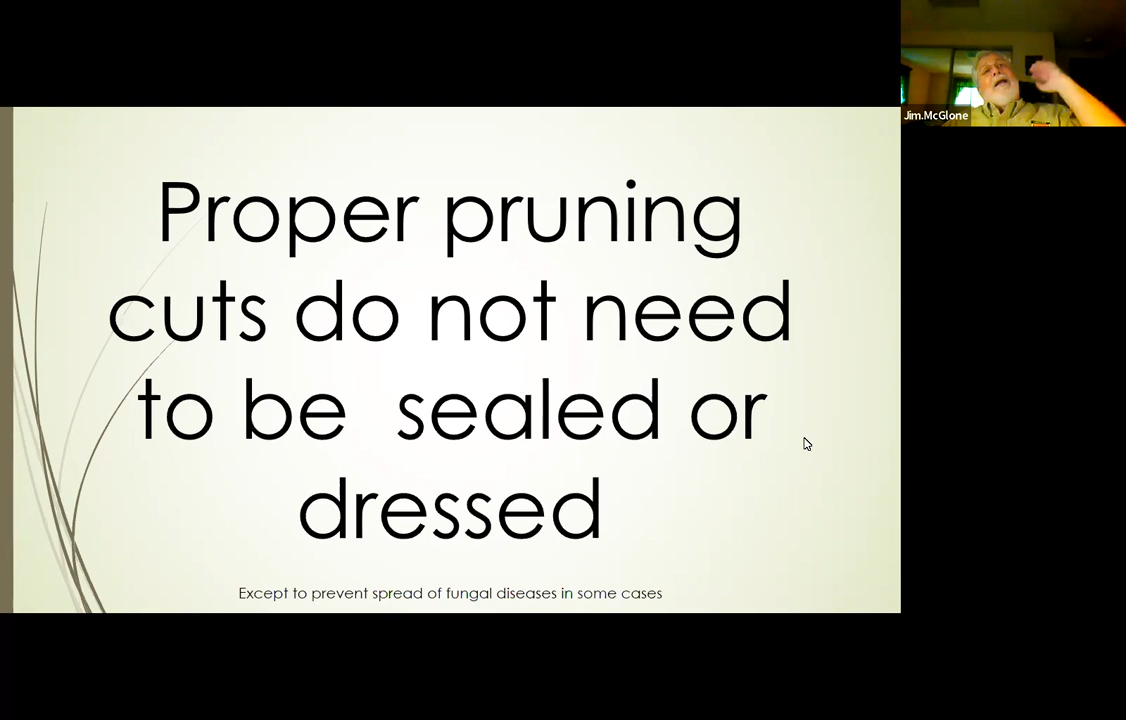 Jim.McGlone
Proper pruning
cuts do not need
to be  sealed or
dressed
Except to prevent spread of fungal diseases in some cases